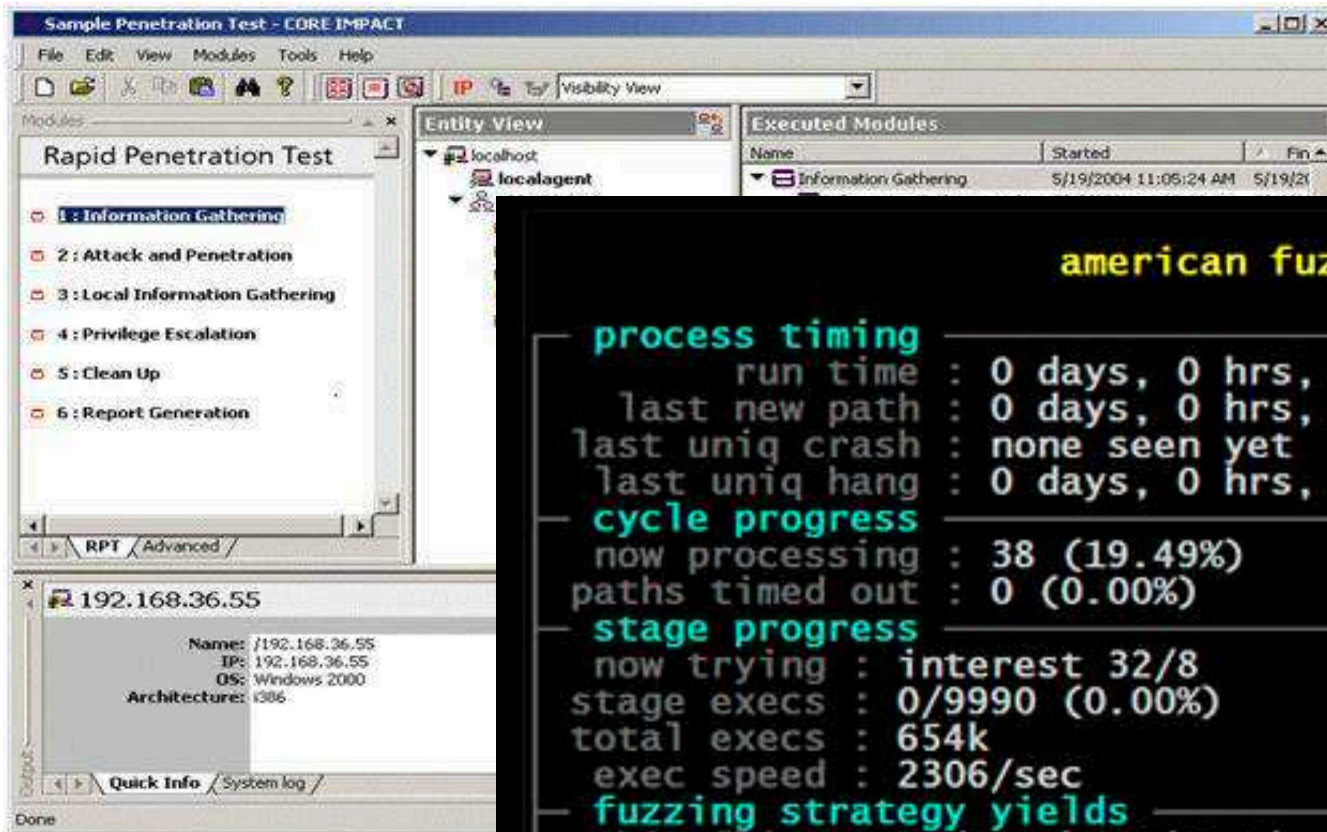 Sample Penetration Test - CORE IMPACT
File Edit View Modules Tools Help
IP Visibility View
Modules
Rapid Penetration Test
1 : Information Gathering
2 : Attack and Penetration
3 : Local Information Gathering
4 : Privilege Escalation
5 : Clean Up
6 : Report Generation
RPT Advanced
Entity View
localhost
localagent
Executed Modules
Name Started Fin
Information Gathering 5/19/2004 11:05:24 AM 5/19/20
192.168.36.55
Name: /192.168.36.55
IP: 192.168.36.55
OS: Windows 2000
Architecture: i386
Output
Quick Info System log
Done
american fuz
process timing
run time : 0 days, 0 hrs,
last new path : 0 days, 0 hrs,
last uniq crash : none seen yet
last uniq hang : 0 days, 0 hrs,
cycle progress
now processing : 38 (19.49%)
paths timed out : 0 (0.00%)
stage progress
now trying : interest 32/8
stage execs : 0/9990 (0.00%)
total execs : 654k
exec speed : 2306/sec
fuzzing strategy yields